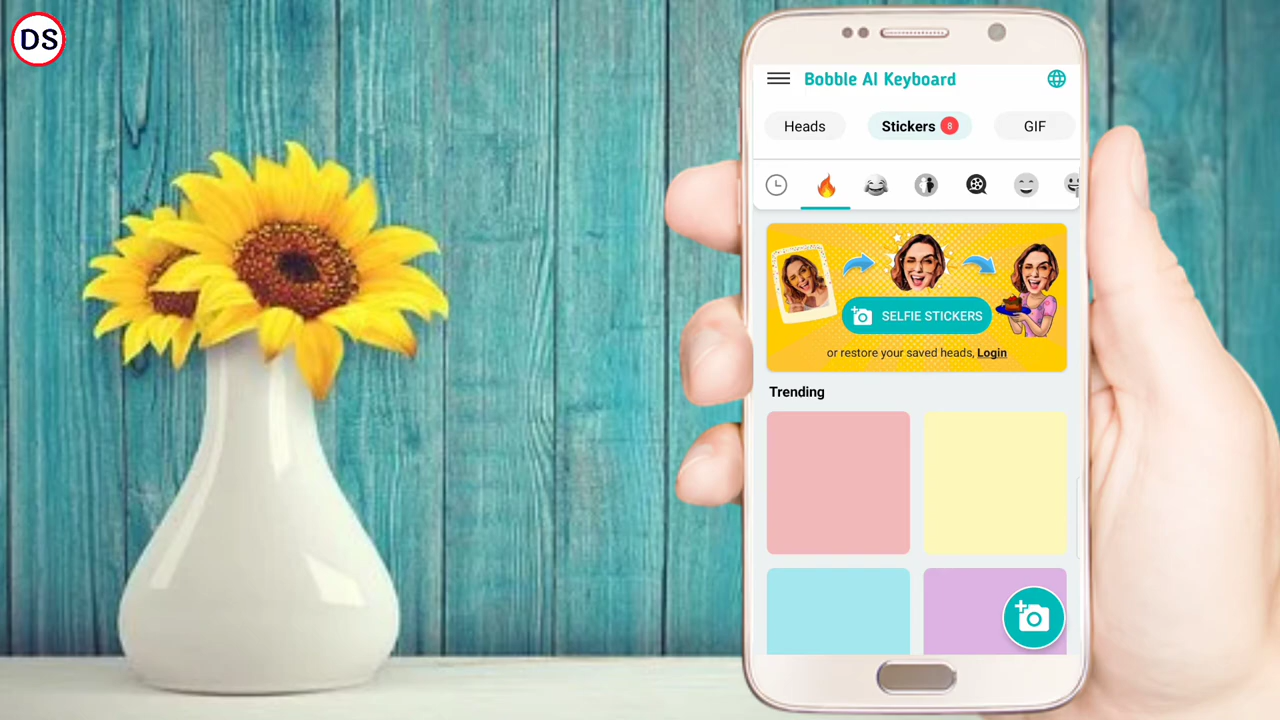 DS
Bobble AI Keyboard
Heads
Stickers 8
GIF
SELFIE STICKERS
or restore your saved heads, Login
Trending